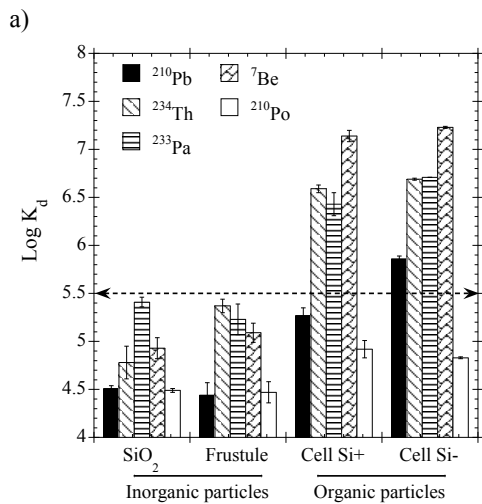 a)
8
7.5
7
6.5
6
5.5
5
4.5
4
Log K_d
²¹⁰Pb
⁷Be
²³⁴Th
²¹⁰Po
²³³Pa
SiO₂
Frustule
Cell Si+
Cell Si-
Inorganic particles
Organic particles